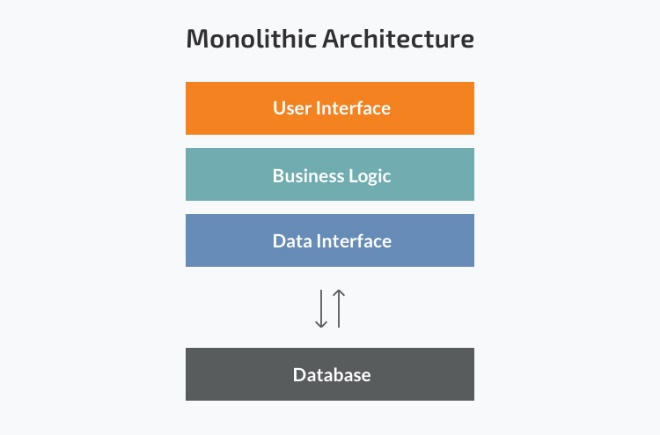 Monolithic Architecture
User Interface
Business Logic
Data Interface
Database